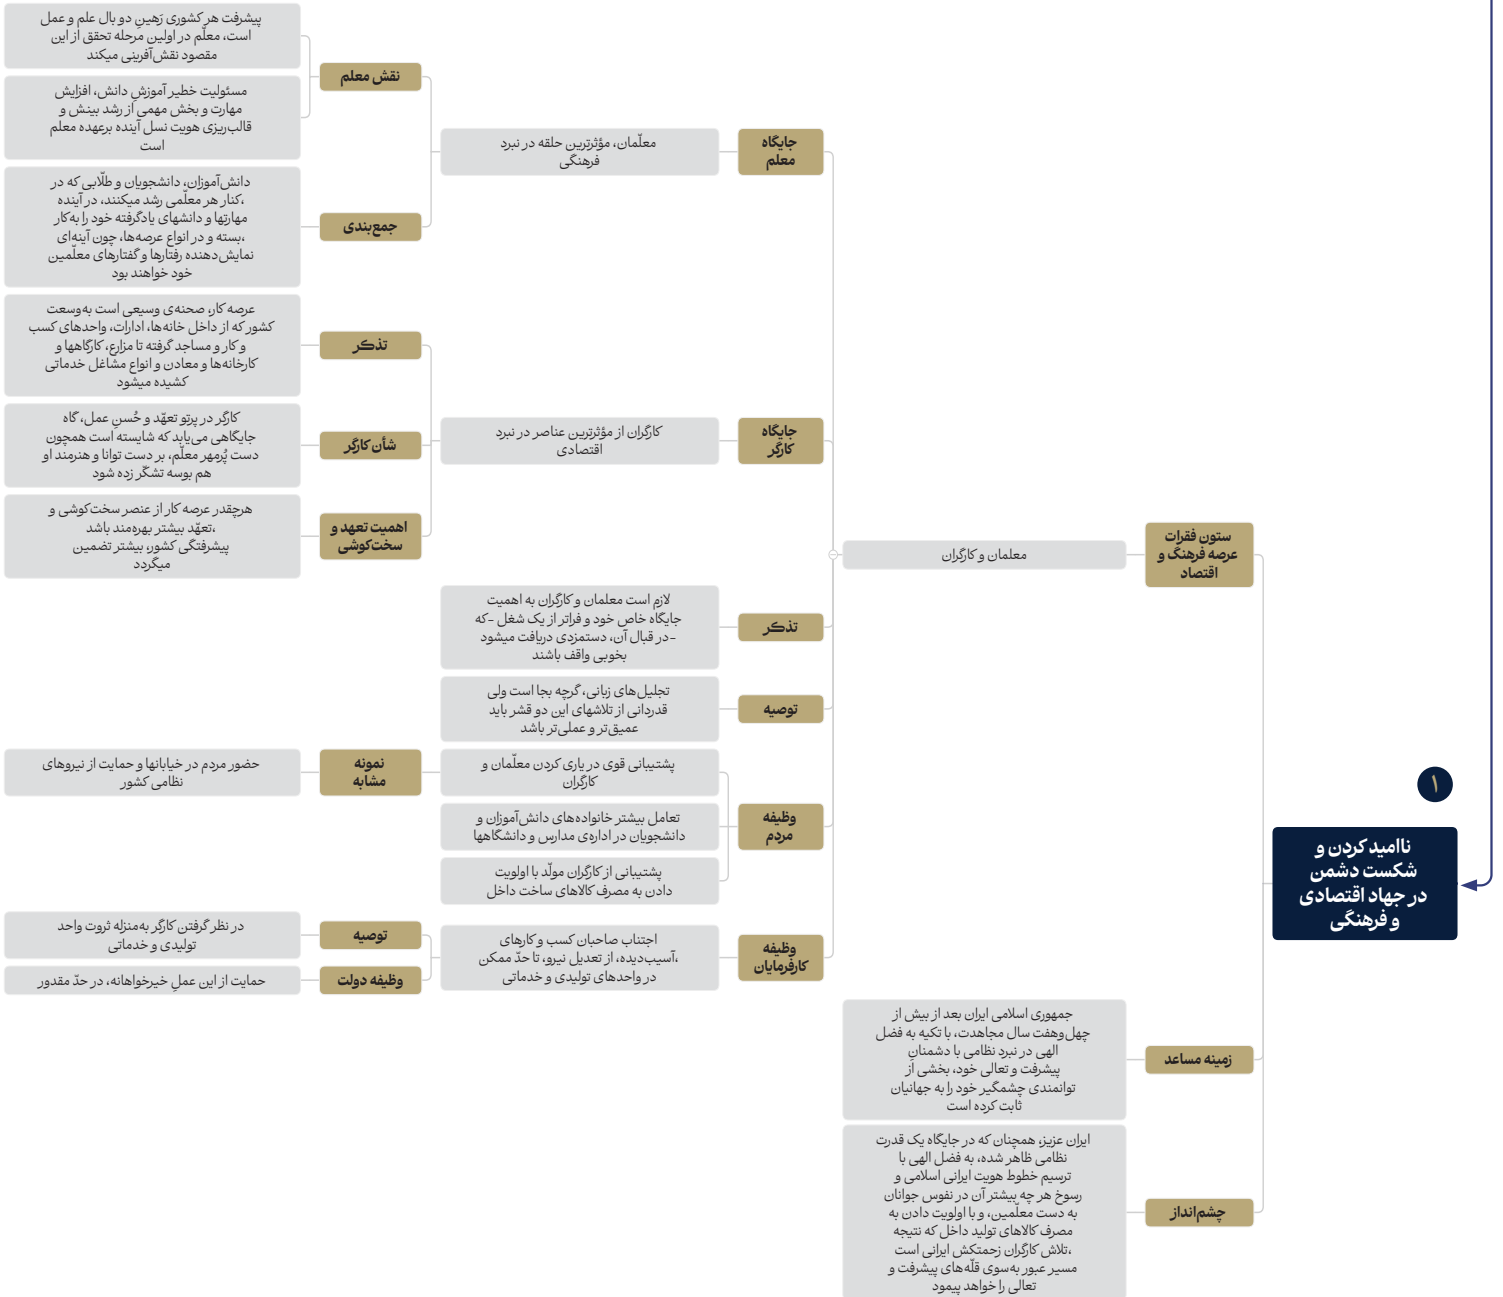 ۱
ناامید کردن و
شکست دشمن
در جهاد اقتصادی
و فرهنگی
ستون فقرات
عرصه فرهنگ و
اقتصاد
معلمان و کارگران
جایگاه
معلم
معلّمان، مؤثرترین حلقه در نبرد
فرهنگی
نقش معلم
پیشرفت هر کشوری رَهینِ دو بال علم و عمل
است، معلّم در اولین مرحله تحقق از این
مقصود نقش‌آفرینی میکند
مسئولیت خطیر آموزش دانش، افزایش
مهارت و بخش مهمی از رشد بینش و
قالب‌ریزی هویت نسل آینده برعهده معلم
است
جمع‌بندی
دانش‌آموزان، دانشجویان و طلّابی که در
،کنار هر معلّمی رشد میکنند، در آینده
مهارتها و دانشهای یادگرفته خود را به‌کار
،بسته و در انواع عرصه‌ها، چون آینه‌ای
نمایش‌دهنده رفتارها و گفتارهای معلّمین
خود خواهند بود
جایگاه
کارگر
کارگران از مؤثرترین عناصر در نبرد
اقتصادی
تذکر
عرصه کار، صحنه‌ی وسیعی است به‌وسعت
کشور که از داخل خانه‌ها، ادارات، واحدهای کسب
و کار و مساجد گرفته تا مزارع، کارگاهها و
کارخانه‌ها و معادن و انواع مشاغل خدماتی
کشیده میشود
شأن کارگر
کارگر در پرتو تعهّد و حُسنِ عمل، گاه
جایگاهی می‌یابد که شایسته است همچون
دست پُرمهر معلّم، بر دست توانا و هنرمند او
هم بوسه تشکّر زده شود
اهمیت تعهد و
سخت‌کوشی
هرچقدر عرصه کار از عنصر سخت‌کوشی و
،تعهّد بیشتر بهره‌مند باشد
پیشرفتگی کشور، بیشتر تضمین
میگردد
تذکر
لازم است معلمان و کارگران به اهمیت
جایگاه خاص خود و فراتر از یک شغل -که
-در قبال آن، دستمزدی دریافت میشود
بخوبی واقف باشند
توصیه
تجلیل‌های زبانی، گرچه بجا است ولی
قدردانی از تلاشهای این دو قشر باید
عمیق‌تر و عملی‌تر باشد
وظیفه
مردم
پشتیبانی قوی در یاری کردن معلّمان و
کارگران
نمونه
مشابه
حضور مردم در خیابانها و حمایت از نیروهای
نظامی کشور
تعامل بیشتر خانواده‌های دانش‌آموزان و
دانشجویان در اداره‌ی مدارس و دانشگاهها
پشتیبانی از کارگران مولّد با اولویت
دادن به مصرف کالاهای ساخت داخل
وظیفه
کارفرمایان
اجتناب صاحبان کسب و کارهای
،آسیب‌دیده، از تعدیل نیرو، تا حدّ ممکن
در واحدهای تولیدی و خدماتی
توصیه
در نظر گرفتن کارگر به‌منزله ثروت واحد
تولیدی و خدماتی
وظیفه دولت
حمایت از این عملِ خیرخواهانه، در حدّ مقدور
زمینه مساعد
جمهوری اسلامی ایران بعد از بیش از
چهل‌وهفت سال مجاهدت، با تکیه به فضل
الهی در نبرد نظامی با دشمنانِ
پیشرفت و تعالی خود، بخشی از
توانمندی چشمگیر خود را به جهانیان
ثابت کرده است
چشم‌انداز
ایران عزیز، همچنان که در جایگاه یک قدرت
نظامی ظاهر شده، به فضل الهی با
ترسیم خطوط هویت ایرانی اسلامی و
رسوخ هر چه بیشتر آن در نفوس جوانان
به دست معلّمین، و با اولویت دادن به
مصرف کالاهای تولید داخل که نتیجه
،تلاش کارگران زحمتکش ایرانی است
مسیر عبور به‌سوی قلّه‌های پیشرفت و
تعالی را خواهد پیمود